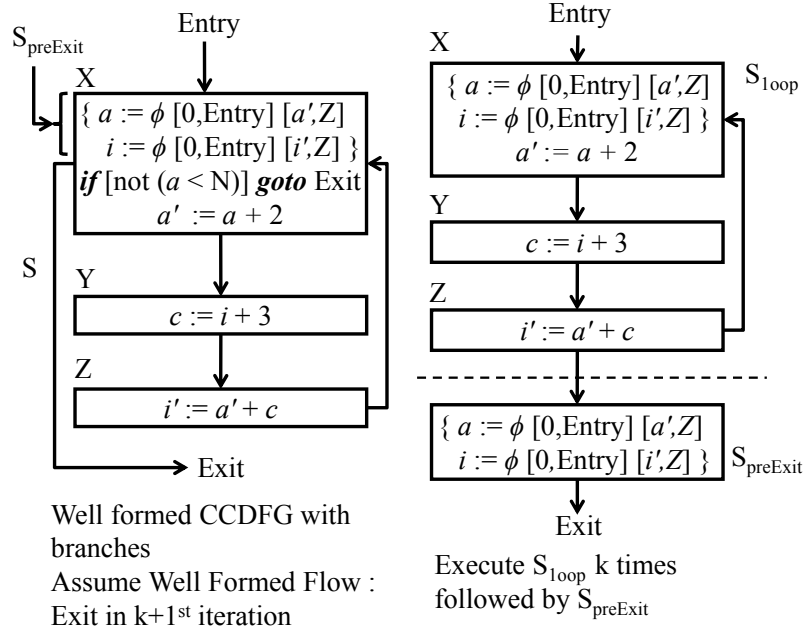 Entry
S_preExit
X
{ a := ϕ [0,Entry] [a′,Z]
i := ϕ [0,Entry] [i′,Z] }
if [not (a < N)] goto Exit
a′ := a + 2
S
Y
c := i + 3
Z
i′ := a′ + c
Exit
Well formed CCDFG with
branches
Assume Well Formed Flow :
Exit in k+1st iteration
Entry
X
S_loop
{ a := ϕ [0,Entry] [a′,Z]
i := ϕ [0,Entry] [i′,Z] }
a′ := a + 2
Y
c := i + 3
Z
i′ := a′ + c
{ a := ϕ [0,Entry] [a′,Z]
i := ϕ [0,Entry] [i′,Z] }
S_preExit
Exit
Execute S_loop k times
followed by S_preExit